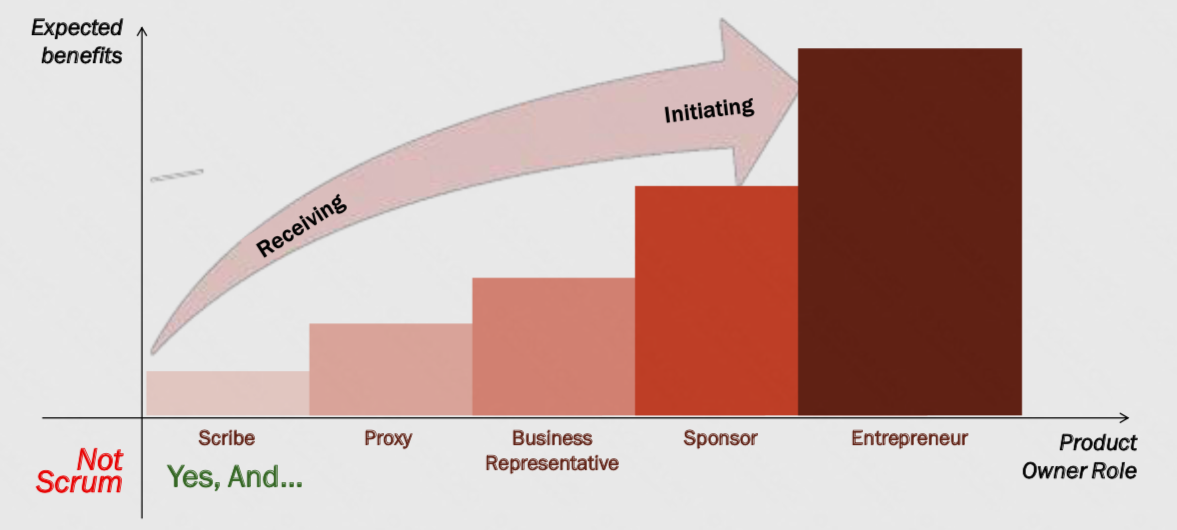 Expected
benefits
Initiating
Receiving
Scribe
Proxy
Business
Representative
Sponsor
Entrepreneur
Product
Owner Role
Not
Scrum
Yes, And...